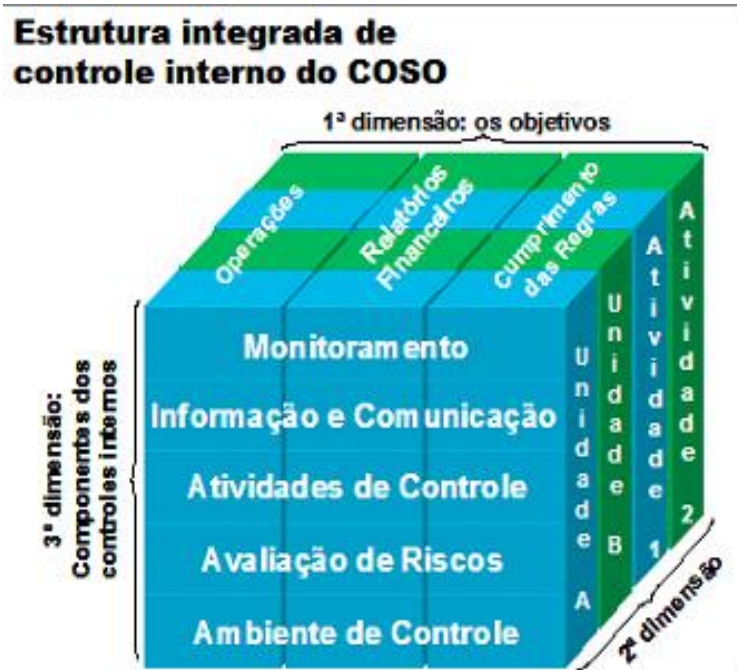 Estrutura integrada de
controle interno do COSO
1ª dimensão: os objetivos
Operações
Relatórios
Financeiros
Cumprimento
das Regras
Monitoramento
Informação e Comunicação
Atividades de Controle
Avaliação de Riscos
Ambiente de Controle
Unidade A
Unidade B
Atividade 1
Atividade 2
3ª dimensão:
Componentes dos
controles internos
2ª dimensão